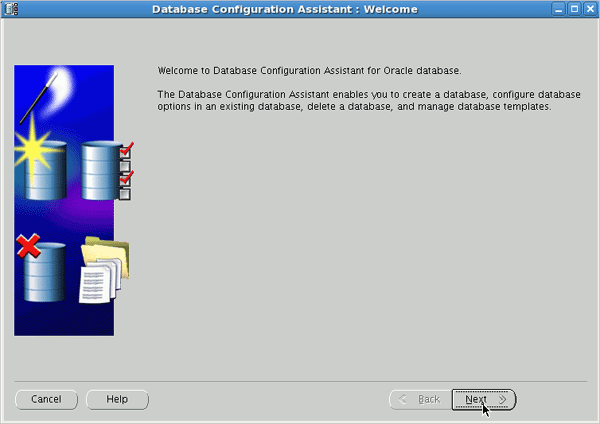 Database Configuration Assistant : Welcome
Welcome to Database Configuration Assistant for Oracle database.
The Database Configuration Assistant enables you to create a database, configure database
options in an existing database, delete a database, and manage database templates.
Cancel Help Back Next